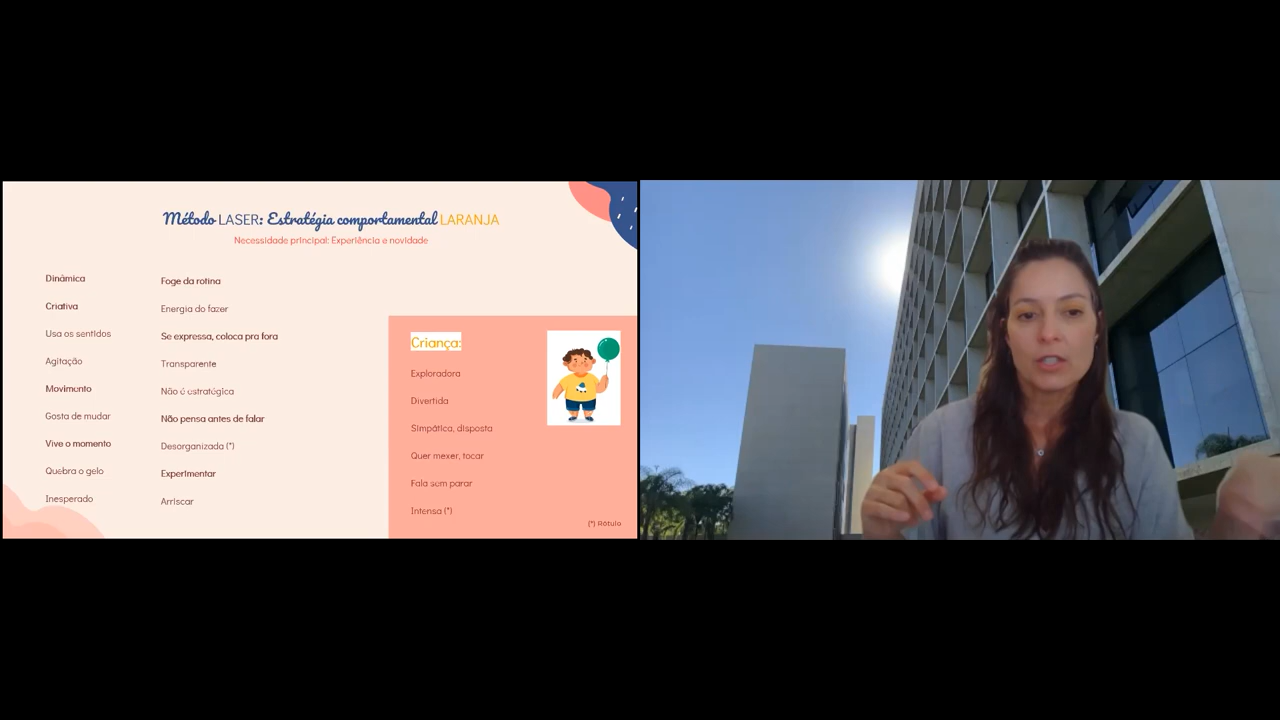 Método LASER: Estratégia comportamental LARANJA
Necessidade principal: Experiência e novidade
Dinâmica
Criativa
Usa os sentidos
Agitação
Movimento
Gosta de mudar
Vive o momento
Quebra o gelo
Inesperado
Foge da rotina
Energia do fazer
Se expressa, coloca pra fora
Transparente
Não é estratégica
Não pensa antes de falar
Desorganizada (*)
Experimentar
Arriscar
Criança:
Exploradora
Divertida
Simpática, disposta
Quer mexer, tocar
Fala sem parar
Intensa (*)
(*) Rótulo